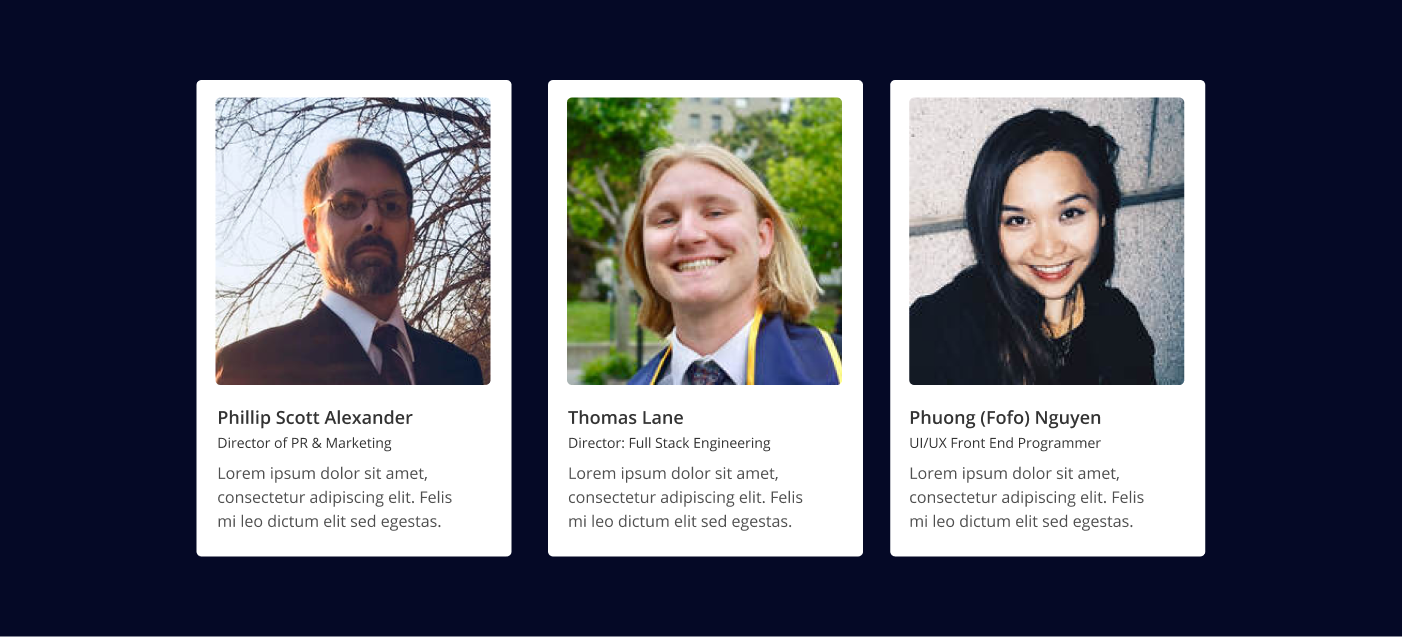 Phillip Scott Alexander
Director of PR & Marketing
Lorem ipsum dolor sit amet,
consectetur adipiscing elit. Felis
mi leo dictum elit sed egestas.
Thomas Lane
Director: Full Stack Engineering
Lorem ipsum dolor sit amet,
consectetur adipiscing elit. Felis
mi leo dictum elit sed egestas.
Phuong (Fofo) Nguyen
UI/UX Front End Programmer
Lorem ipsum dolor sit amet,
consectetur adipiscing elit. Felis
mi leo dictum elit sed egestas.